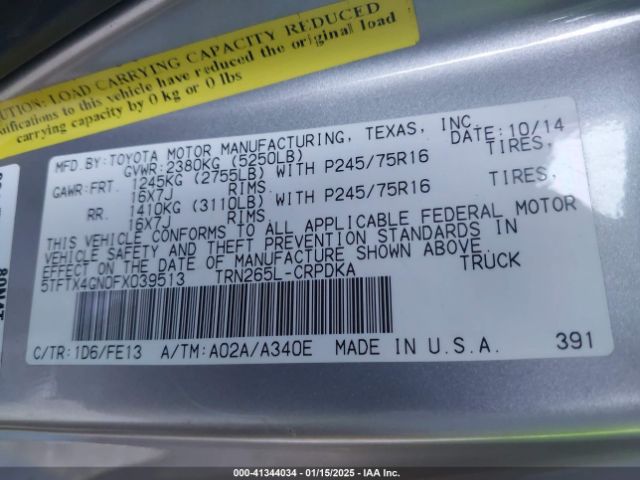 CAUTION: LOAD CARRYING CAPACITY REDUCED
Modifications to this vehicle have reduced the original load
carrying capacity by 0 kg or 0 lbs
MFD.BY:TOYOTA MOTOR MANUFACTURING, TEXAS, INC. DATE:10/14
GVWR:2380KG (5250LB)
GAWR:FRT. 1245KG (2755LB) WITH P245/75R16 TIRES,
16X7J RIMS.
RR. 1410KG (3110LB) WITH P245/75R16 TIRES,
16X7J RIMS.
THIS VEHICLE CONFORMS TO ALL APPLICABLE FEDERAL MOTOR
VEHICLE SAFETY AND THEFT PREVENTION STANDARDS IN
EFFECT ON THE DATE OF MANUFACTURE SHOWN ABOVE.
5TFTX4GN0FX039513 TRN265L-CRPDKA TRUCK
C/TR:1D6/FE13 A/TM:A02A/A340E MADE IN U.S.A. 391
© 41344034 - 01/15/2025 - IAA Inc.